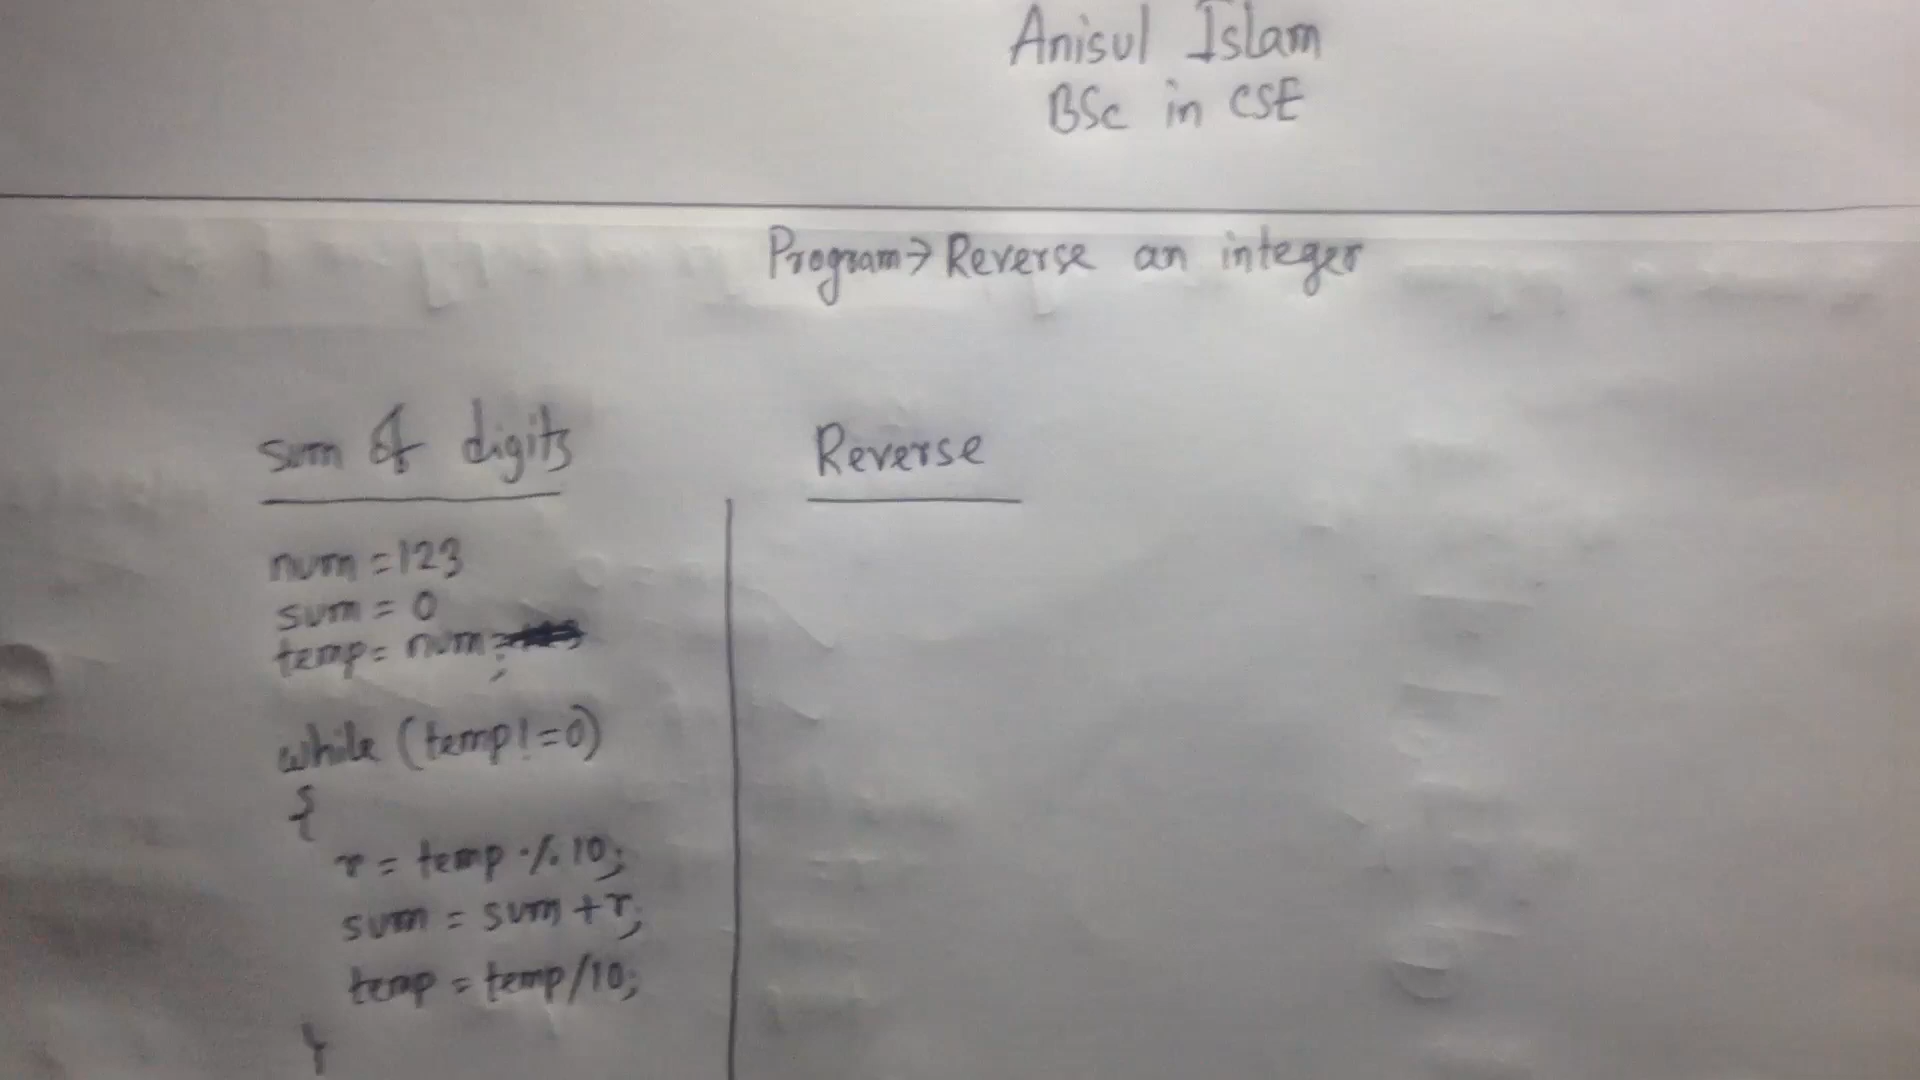 Anisul Islam
BSc in CSE
Program→ Reverse an integer
sum of digits
num = 123
sum = 0
temp = num;
while (temp!=0)
{
r = temp % 10;
sum = sum + r;
temp = temp/10;
}
Reverse